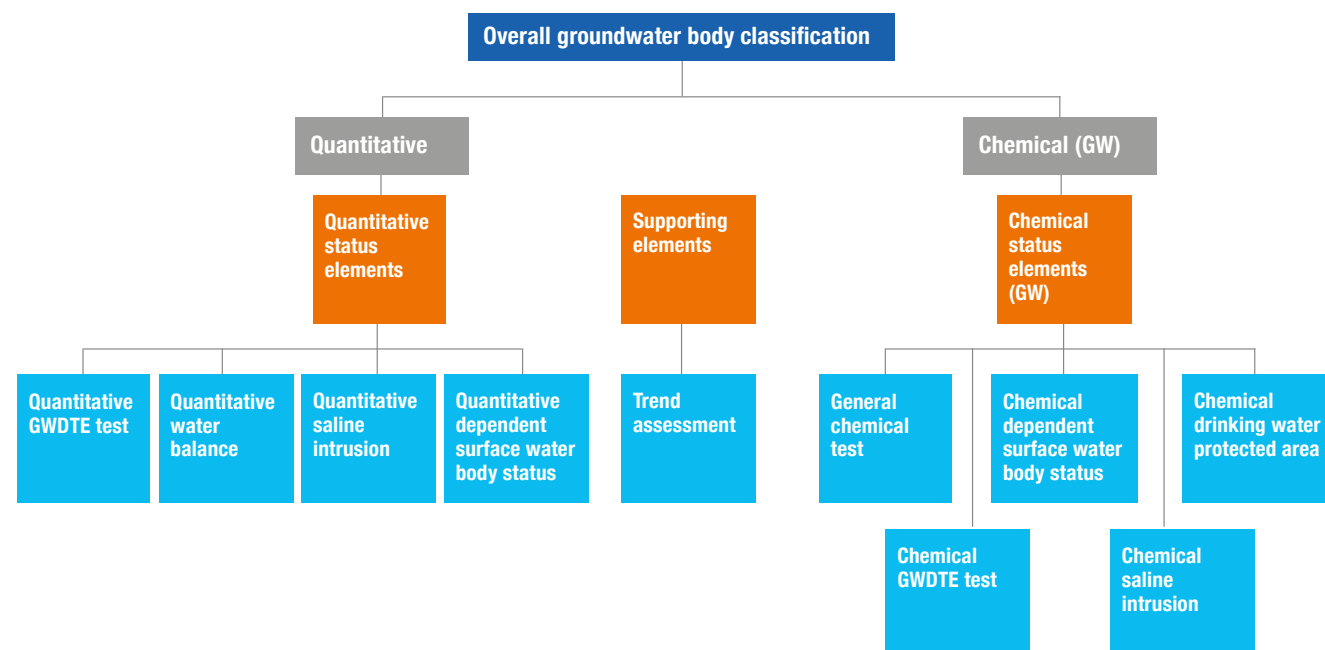 Overall groundwater body classification
Quantitative
Chemical (GW)
Quantitative
status
elements
Supporting
elements
Chemical
status
elements
(GW)
Quantitative
GWDTE test
Quantitative
water
balance
Quantitative
saline
intrusion
Quantitative
dependent
surface water
body status
Trend
assessment
General
chemical
test
Chemical
dependent
surface water
body status
Chemical
drinking water
protected area
Chemical
GWDTE test
Chemical
saline
intrusion